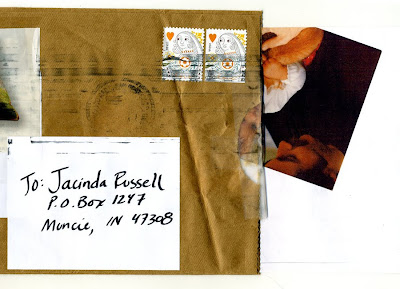 To: Jacinda Russell
P.O. Box 1247
Muncie, IN 47308